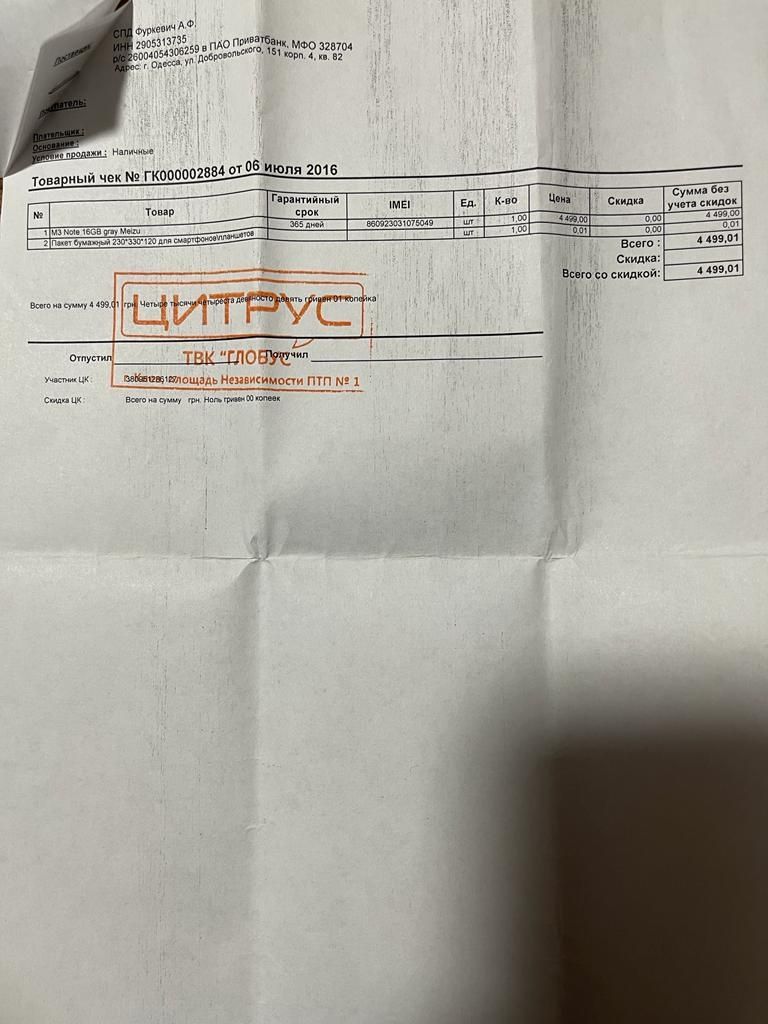 СПД Фуркевич А.Ф.
ИНН 2905313735
р/с 26004054306259 в ПАО ПриватБанк, МФО 328704
Адрес: г. Одесса, ул. Добровольского, 151 корп. 4, кв. 82
Поставщик
Покупатель:
Плательщик :
Основание :
Условие продажи : Наличные
Товарный чек № ГК000002884 от 06 июля 2016
№ Товар Гарантийный срок IMEI Ед. К-во Цена Скидка Сумма без учета скидок
1 M3 Note 16GB gray Meizu 365 дней 860923031075049 шт 1,00 4 499,00 0,00 4 499,00
2 Пакет бумажный 230*330*120 для смартфонов\планшетов шт 1,00 0,01 0,00 0,01
Всего : 4 499,01
Скидка:
Всего со скидкой: 4 499,01
Всего на сумму 4 499,01 грн. Четыре тысячи четыреста девяносто девять гривен 01 копейка
ЦИТРУС
Отпустил Получил
ТВК "ГЛОБУС"
Участник ЦК :
площадь Независимости ПТП № 1
Скидка ЦК : Всего на сумму грн. Ноль гривен 00 копеек